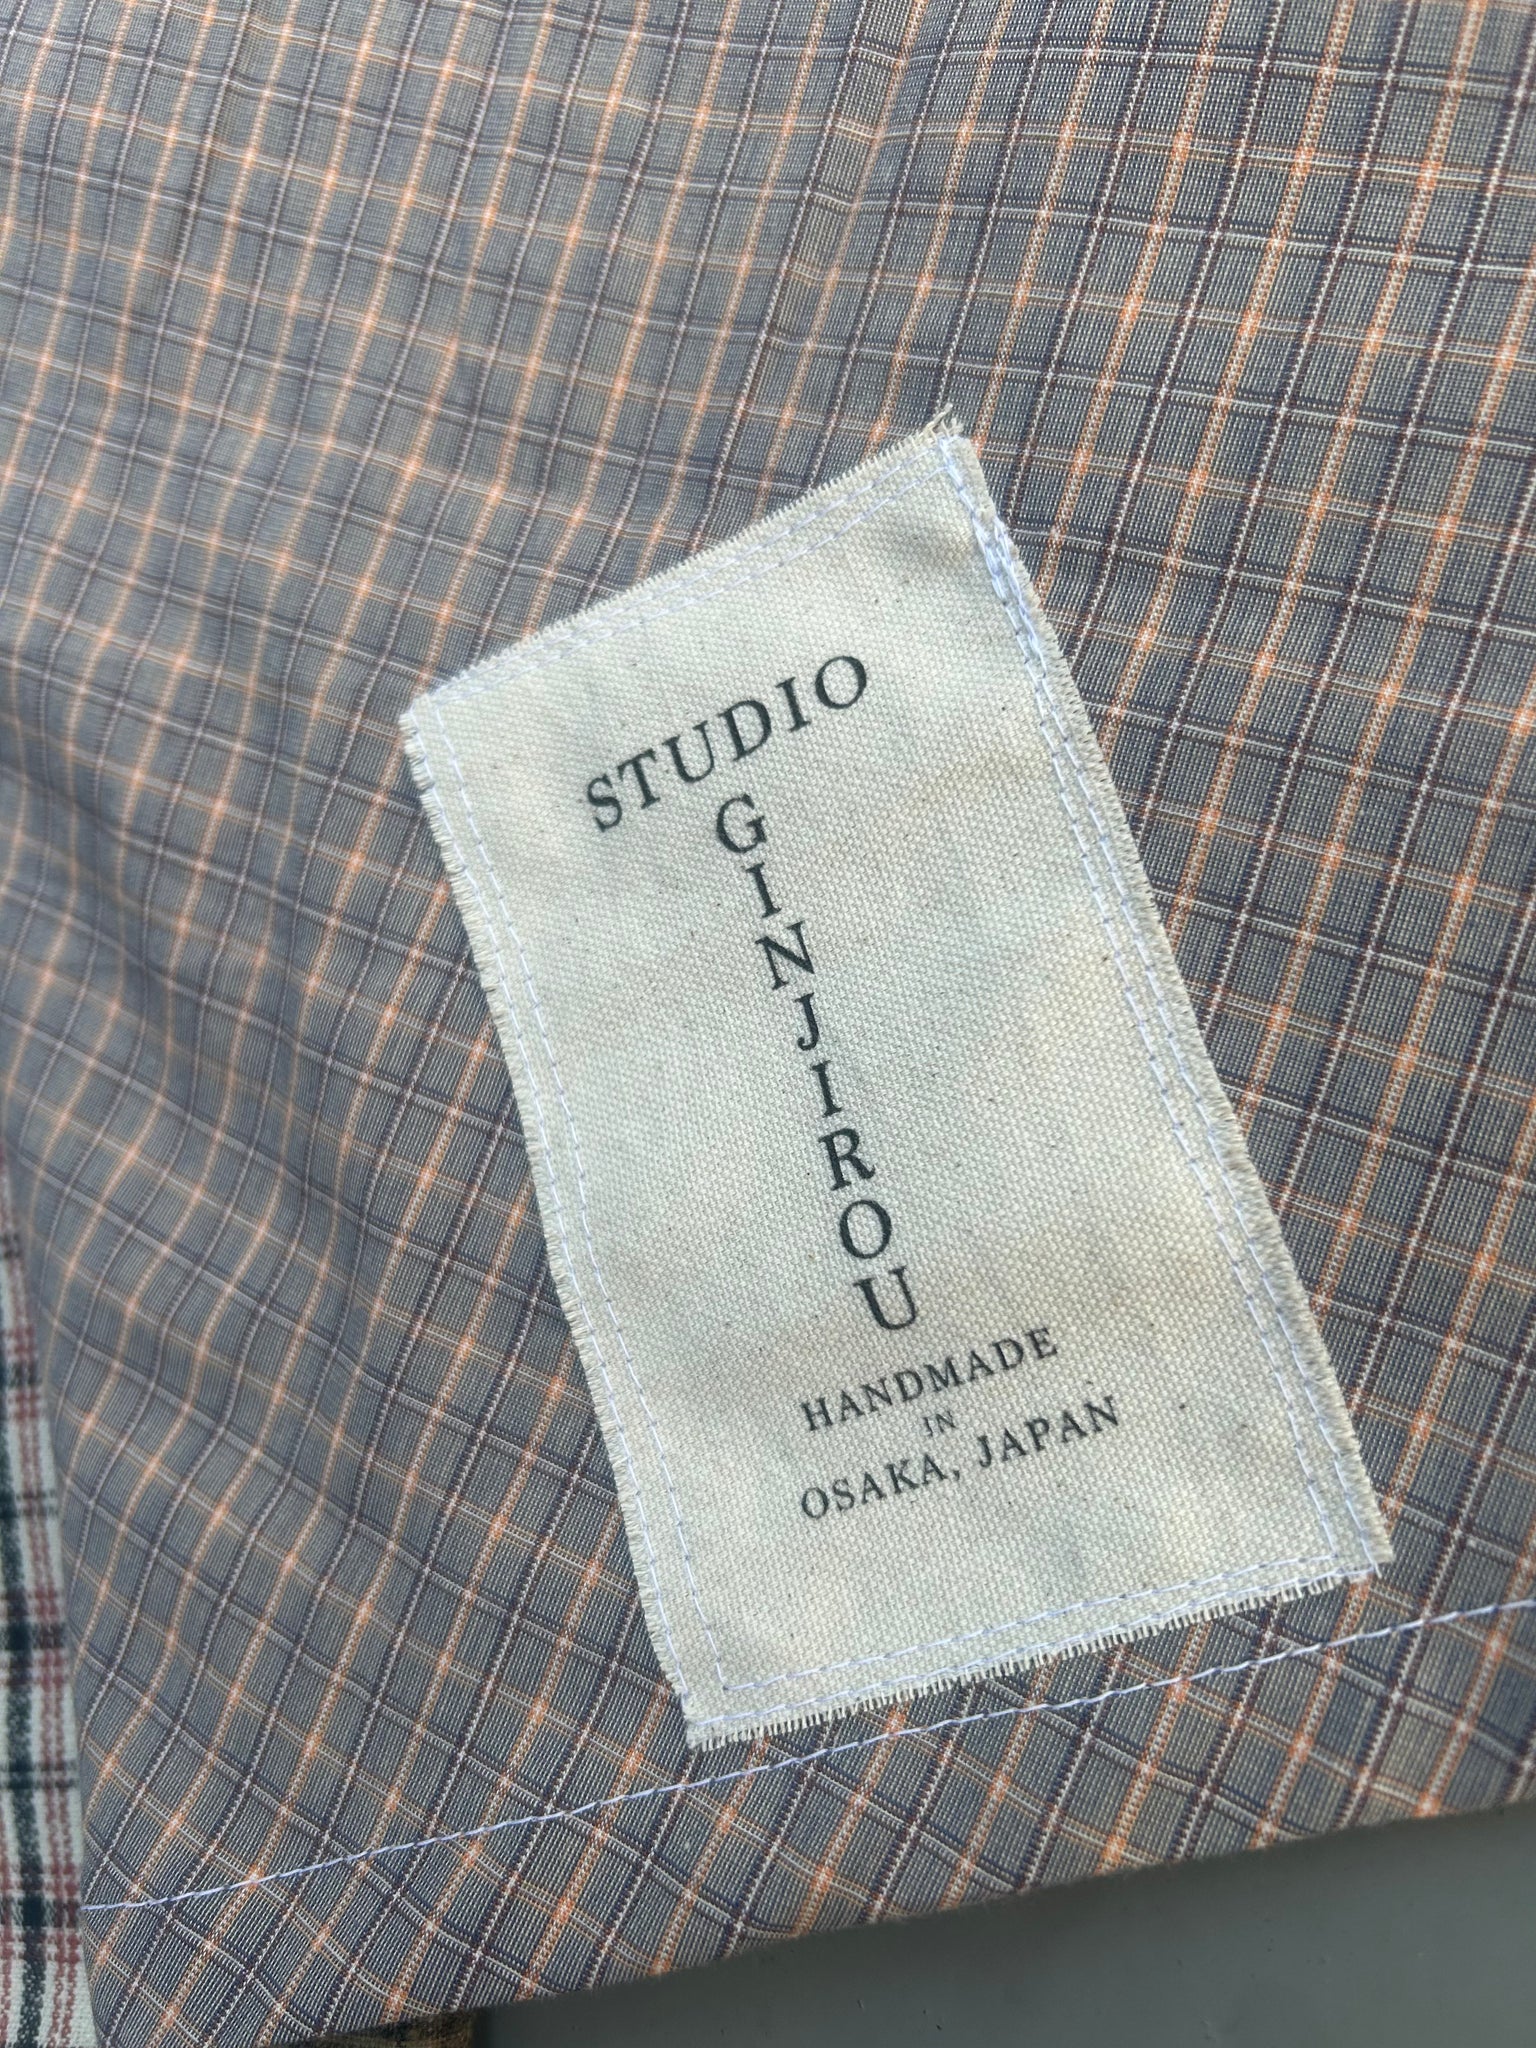 STUDIO
GINJIROU
HANDMADE
IN
OSAKA, JAPAN